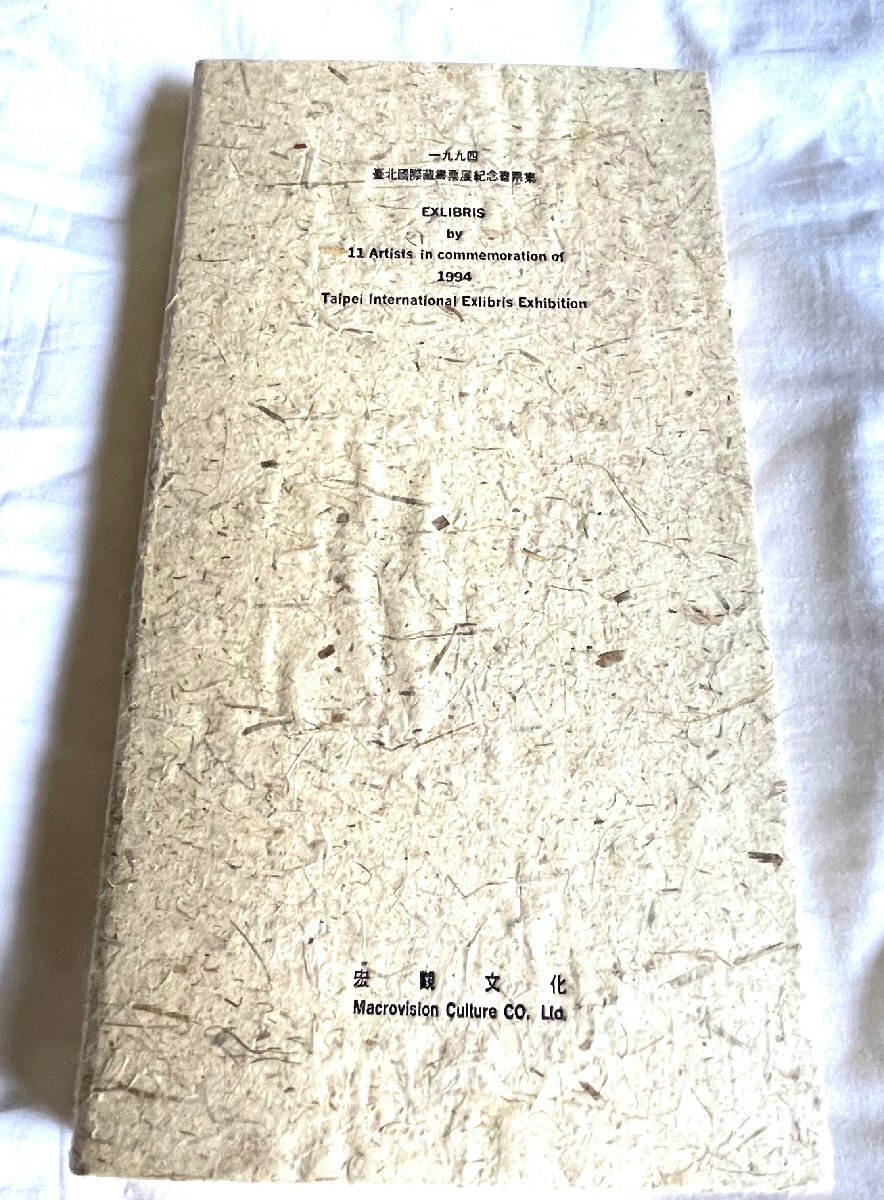 一九九四
臺北國際藏書票展紀念書票集
EXLIBRIS
by
11 Artists in commemoration of
1994
Taipei International Exlibris Exhibition
宏觀文化
Macrovision Culture CO, Ltd.